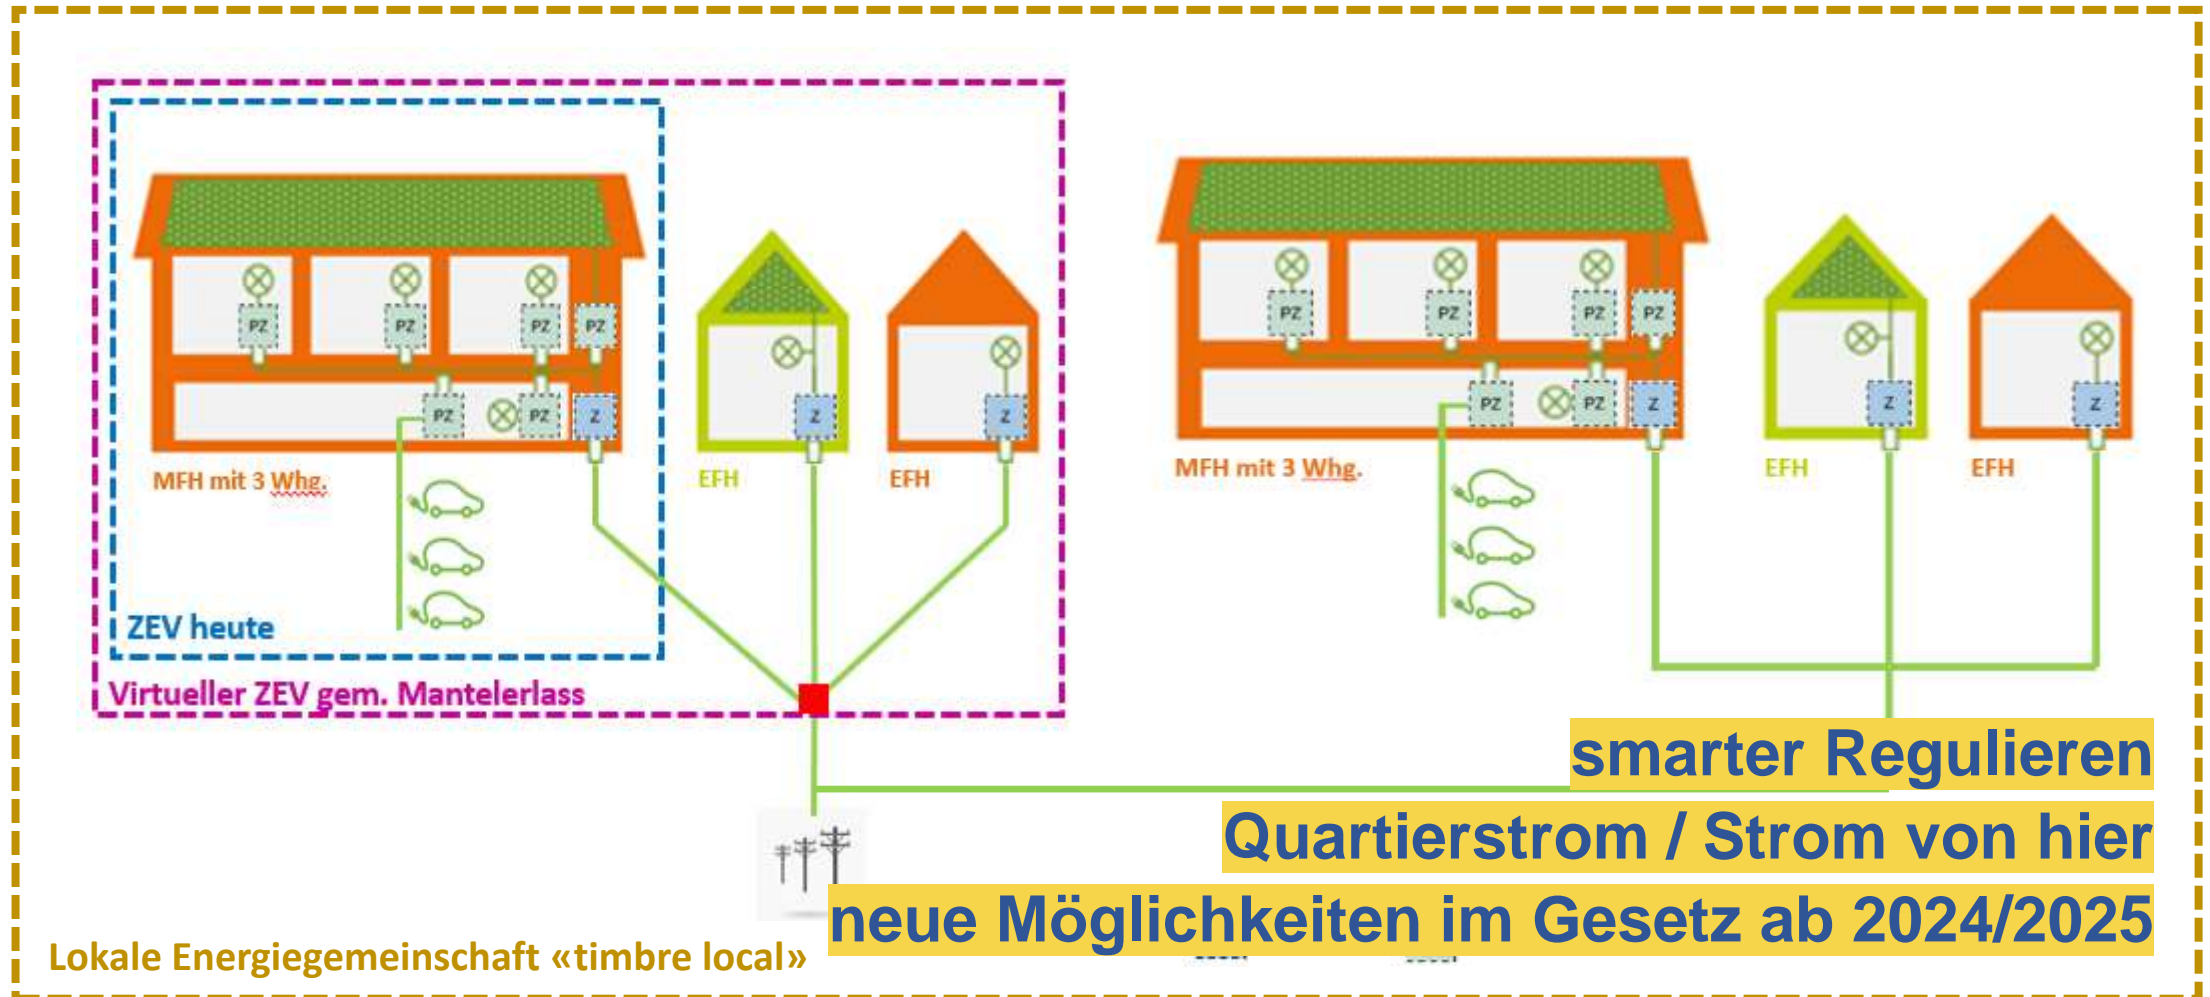 PZ
PZ
PZ
PZ
PZ
PZ
Z
MFH mit 3 Whg.
Z
EFH
Z
EFH
ZEV heute
Virtueller ZEV gem. Mantelerlass
PZ
PZ
PZ
PZ
PZ
PZ
Z
MFH mit 3 Whg.
Z
EFH
Z
EFH
smarter Regulieren
Quartierstrom / Strom von hier
neue Möglichkeiten im Gesetz ab 2024/2025
Lokale Energiegemeinschaft «timbre local»